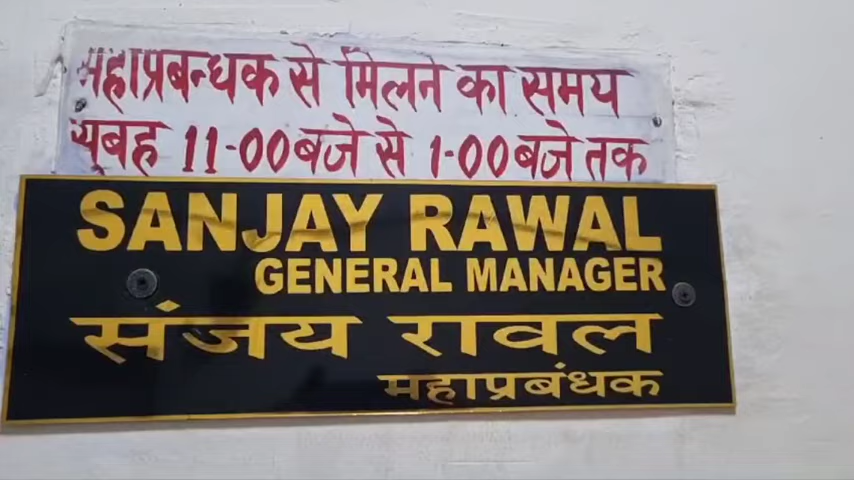 महाप्रबन्धक से मिलने का समय
सुबह 11-00 बजे से 1-00 बजे तक
SANJAY RAWAL
GENERAL MANAGER
संजय रावल
महाप्रबंधक